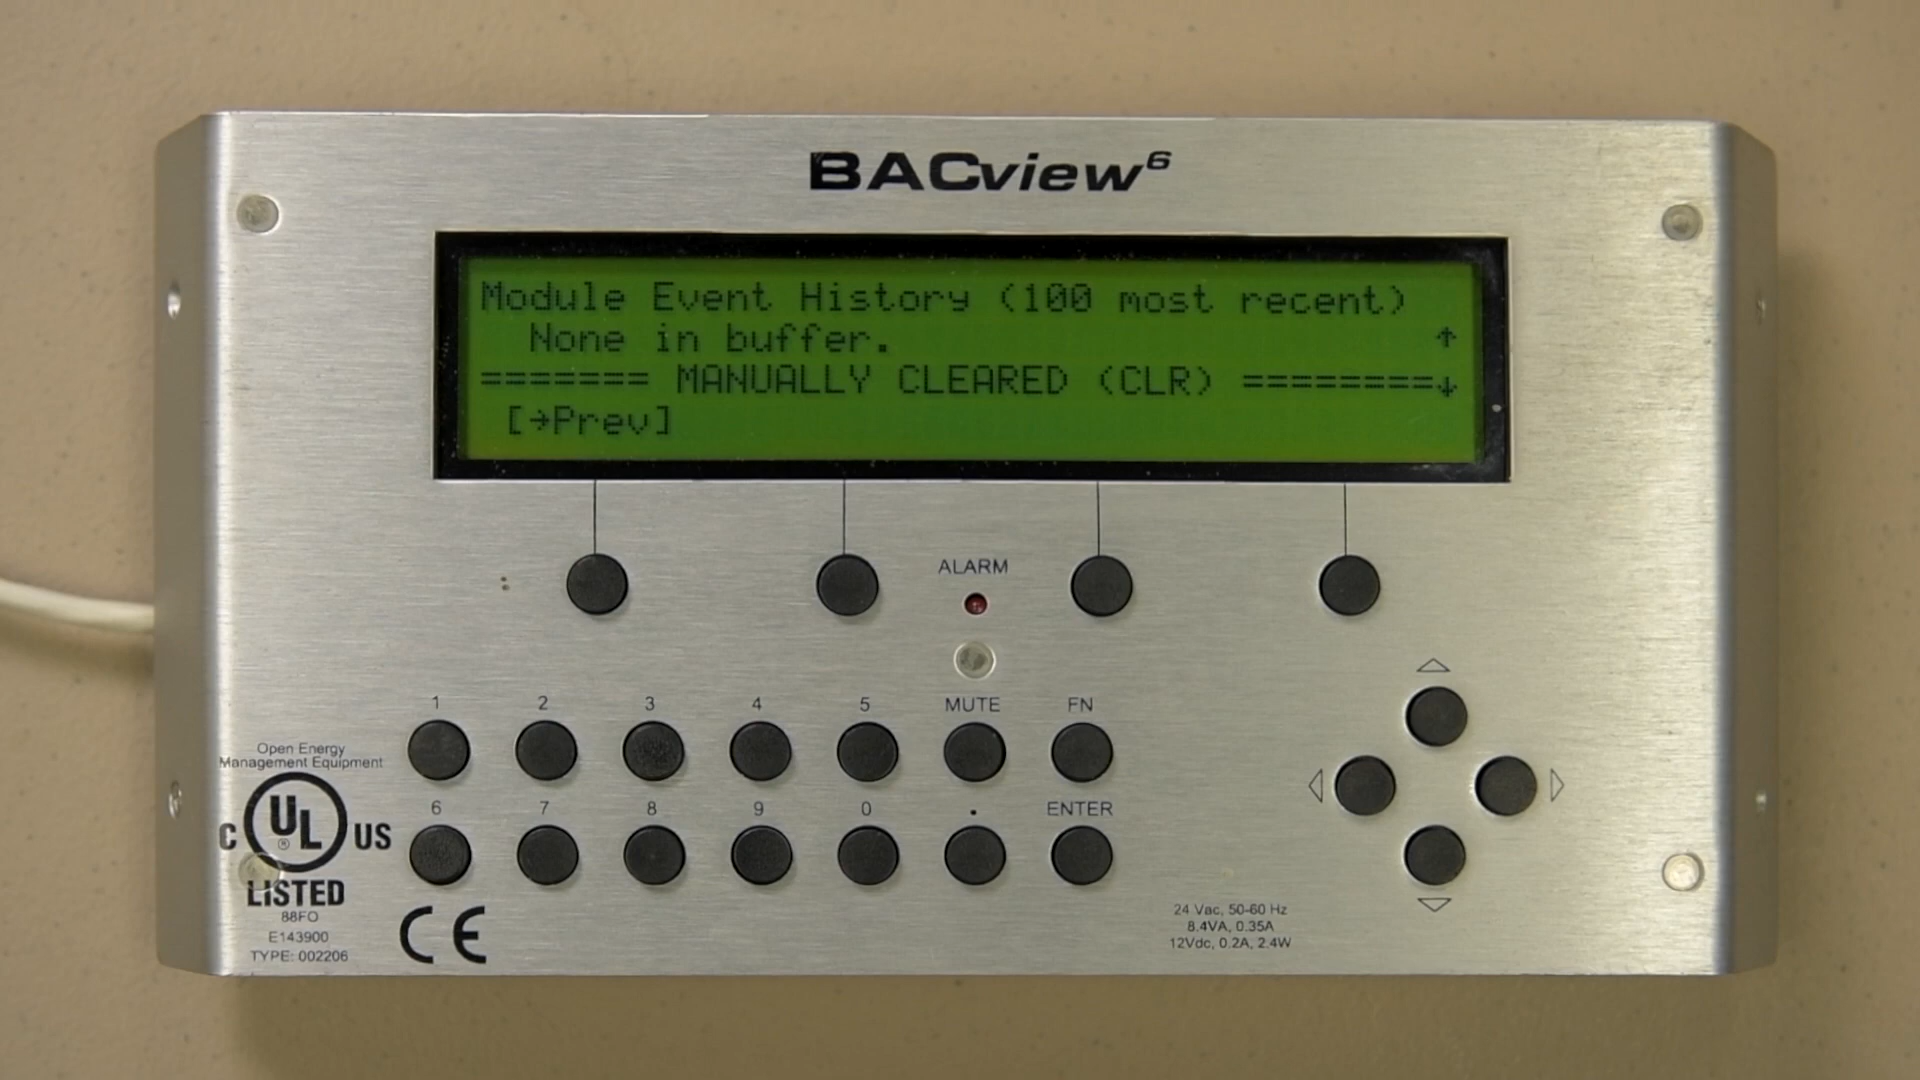 BACview⁶
Module Event History (100 most recent)
None in buffer. ↑
======= MANUALLY CLEARED (CLR) ========↓
[→Prev]
ALARM
1 2 3 4 5 MUTE FN
6 7 8 9 0 . ENTER
Open Energy
Management Equipment
C UL ® US
LISTED
88FO
E143900
TYPE: 002206
CE
24 Vac, 50-60 Hz
8.4VA, 0.35A
12Vdc, 0.2A, 2.4W